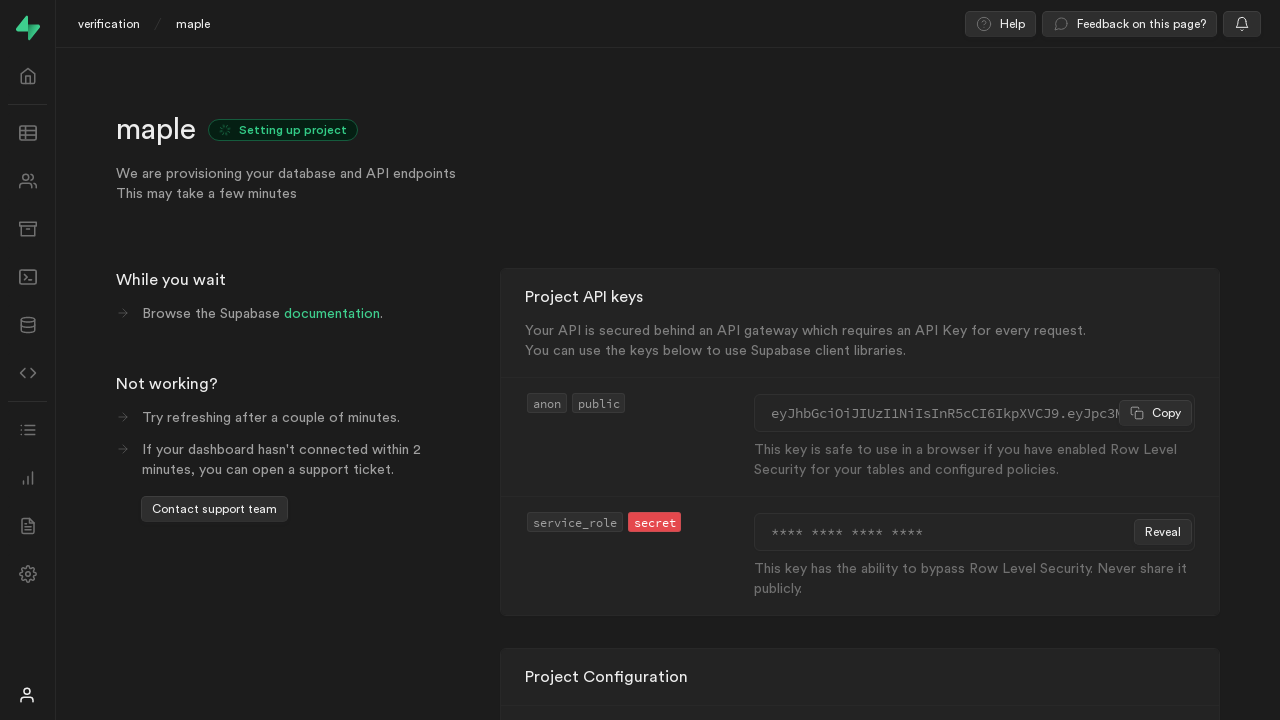 verification / maple
Help
Feedback on this page?
maple
Setting up project
We are provisioning your database and API endpoints
This may take a few minutes
While you wait
Browse the Supabase documentation.
Not working?
Try refreshing after a couple of minutes.
If your dashboard hasn't connected within 2
minutes, you can open a support ticket.
Contact support team
Project API keys
Your API is secured behind an API gateway which requires an API Key for every request.
You can use the keys below to use Supabase client libraries.
anon public
eyJhbGciOiJIUzI1NiIsInR5cCI6IkpXVCJ9.eyJpc3M
Copy
This key is safe to use in a browser if you have enabled Row Level
Security for your tables and configured policies.
service_role secret
**** **** **** ****
Reveal
This key has the ability to bypass Row Level Security. Never share it
publicly.
Project Configuration